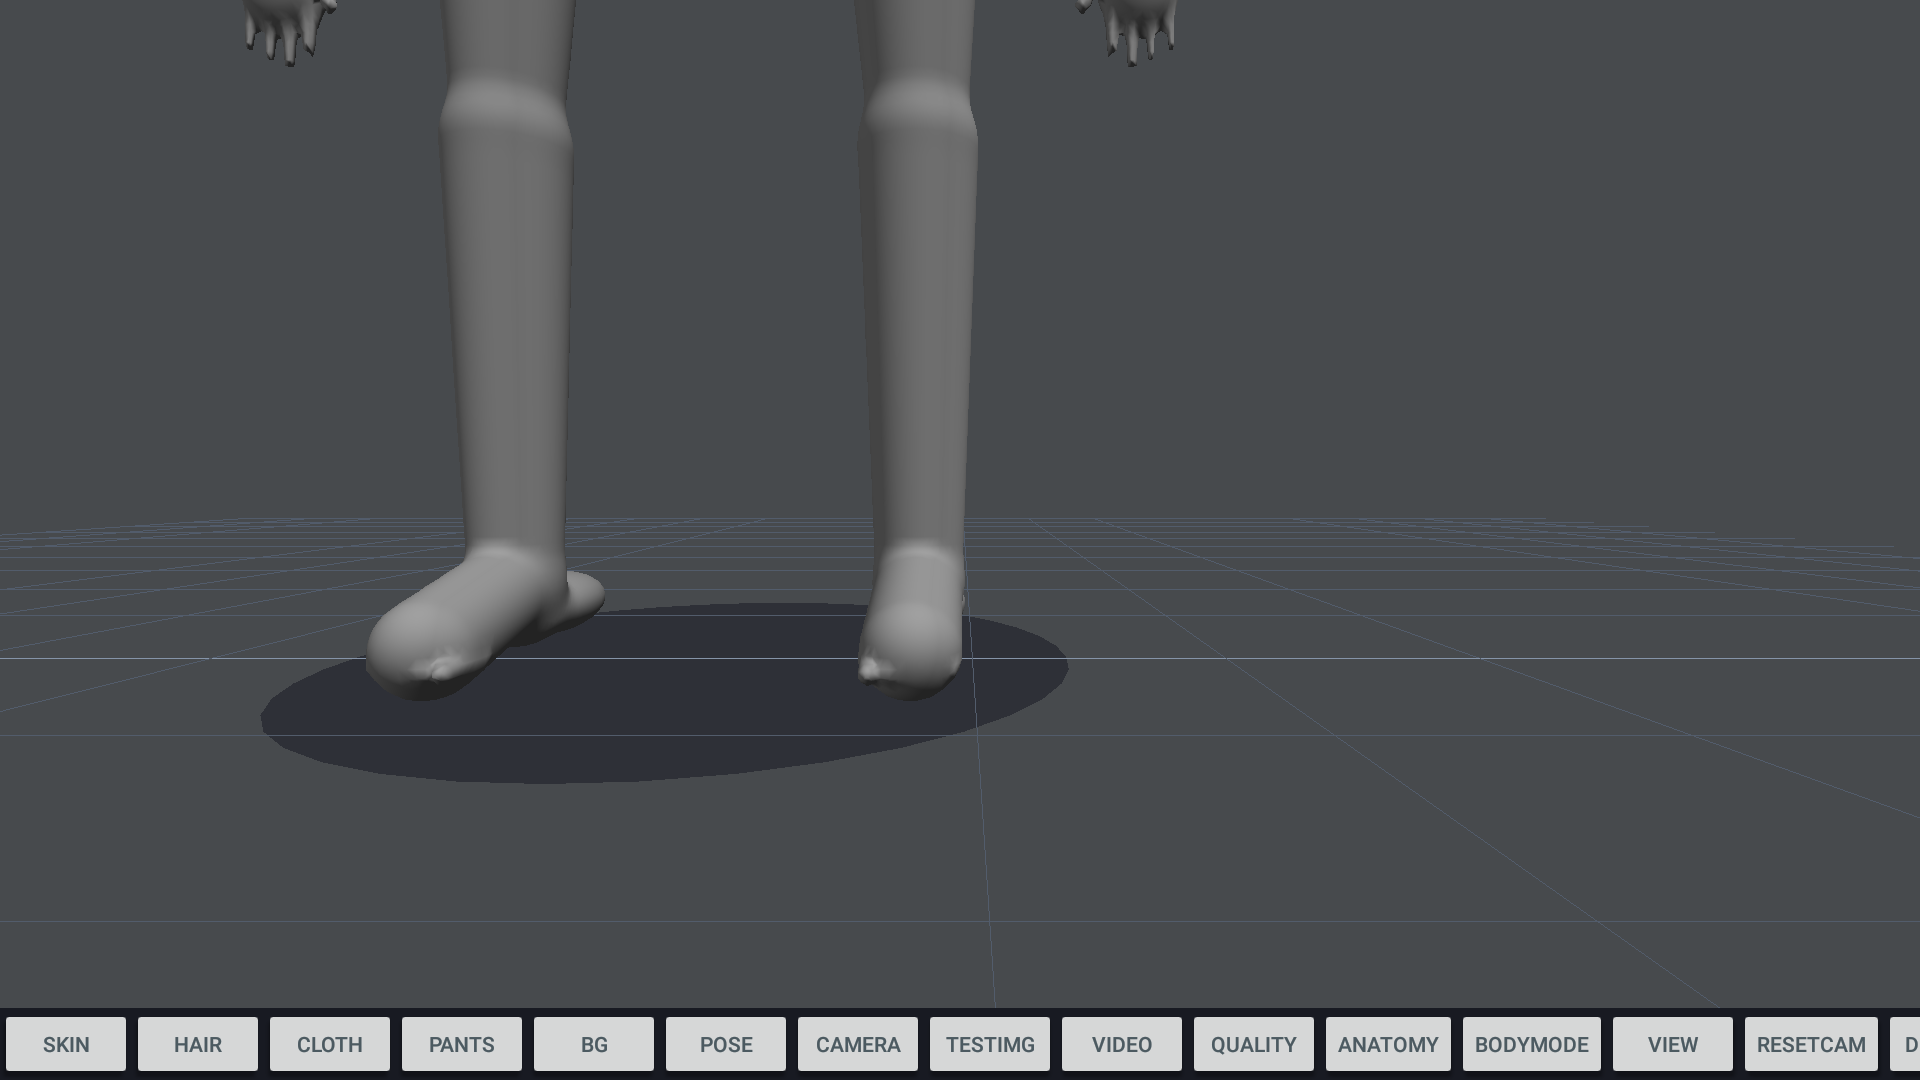 SKIN
HAIR
CLOTH
PANTS
BG
POSE
CAMERA
TESTIMG
VIDEO
QUALITY
ANATOMY
BODYMODE
VIEW
RESETCAM
D